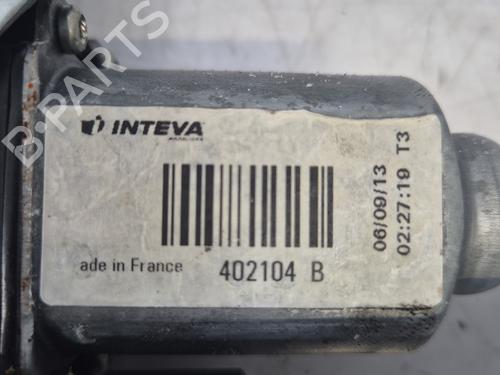 INTEVA
ade in France
402104 B
06/09/13
02:27:19 T3
B-PARTS